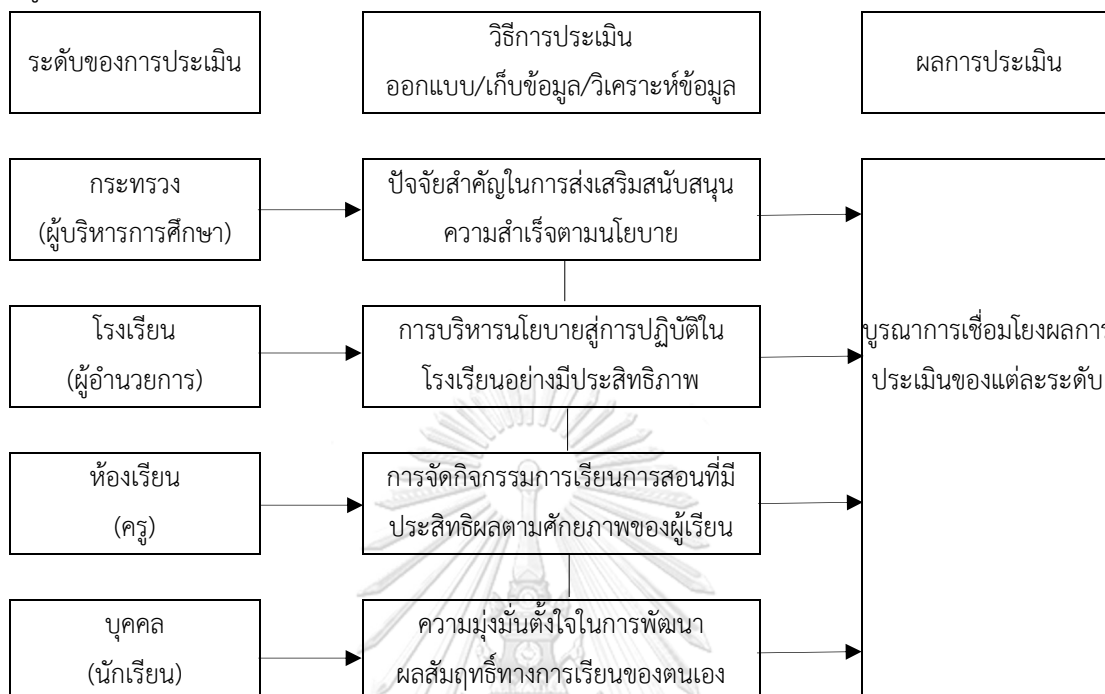 ระดับของการประเมิน
วิธีการประเมิน
ออกแบบ/เก็บข้อมูล/วิเคราะห์ข้อมูล
ผลการประเมิน
กระทรวง
(ผู้บริหารการศึกษา)
ปัจจัยสำคัญในการส่งเสริมสนับสนุน
ความสำเร็จตามนโยบาย
โรงเรียน
(ผู้อำนวยการ)
การบริหารนโยบายสู่การปฏิบัติใน
โรงเรียนอย่างมีประสิทธิภาพ
บูรณาการเชื่อมโยงผลการ
ประเมินของแต่ละระดับ
ห้องเรียน
(ครู)
การจัดกิจกรรมการเรียนการสอนที่มี
ประสิทธิผลตามศักยภาพของผู้เรียน
บุคคล
(นักเรียน)
ความมุ่งมั่นตั้งใจในการพัฒนา
ผลสัมฤทธิ์ทางการเรียนของตนเอง